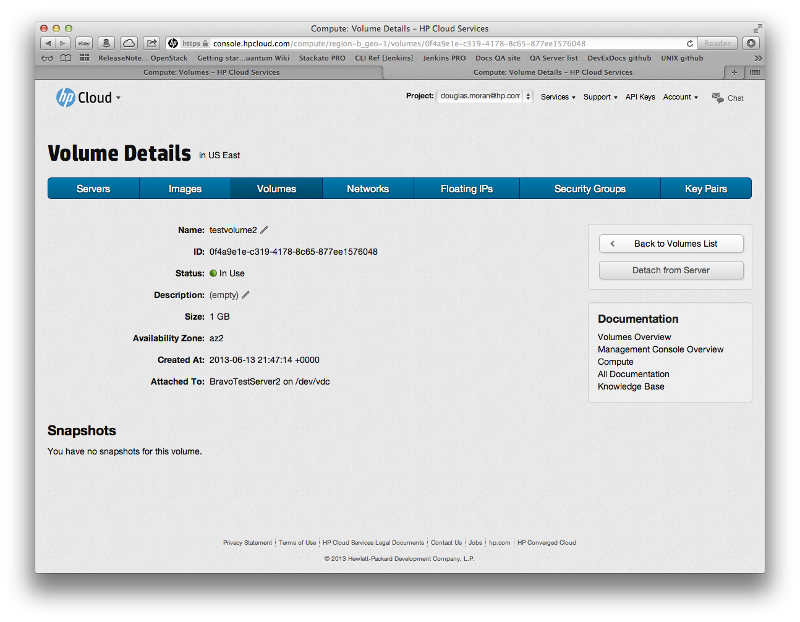 Compute: Volume Details – HP Cloud Services
ebay https console.hpcloud.com/compute/region-b_geo-1/volumes/0f4a9e1e-c319-4178-8c65-877ee1576048 Reader
ReleaseNote... OpenStack Getting star...uantum Wiki Stackato PRO CLI Ref [Jenkins] Jenkins PRO Docs QA site QA Server list DevExDocs github UNIX github
Compute: Volumes – HP Cloud Services Compute: Volume Details – HP Cloud Services
hp Cloud Project: douglas.moran@hp.com Services Support API Keys Account Chat
Volume Details in US East
Servers Images Volumes Networks Floating IPs Security Groups Key Pairs
Name: testvolume2
ID: 0f4a9e1e-c319-4178-8c65-877ee1576048
Status: In Use
Description: (empty)
Size: 1 GB
Availability Zone: az2
Created At: 2013-06-13 21:47:14 +0000
Attached To: BravoTestServer2 on /dev/vdc
Back to Volumes List
Detach from Server
Documentation
Volumes Overview
Management Console Overview
Compute
All Documentation
Knowledge Base
Snapshots
You have no snapshots for this volume.
Privacy Statement | Terms of Use | HP Cloud Services Legal Documents | Contact Us | Jobs | hp.com | HP Converged Cloud
© 2013 Hewlett-Packard Development Company, L.P.